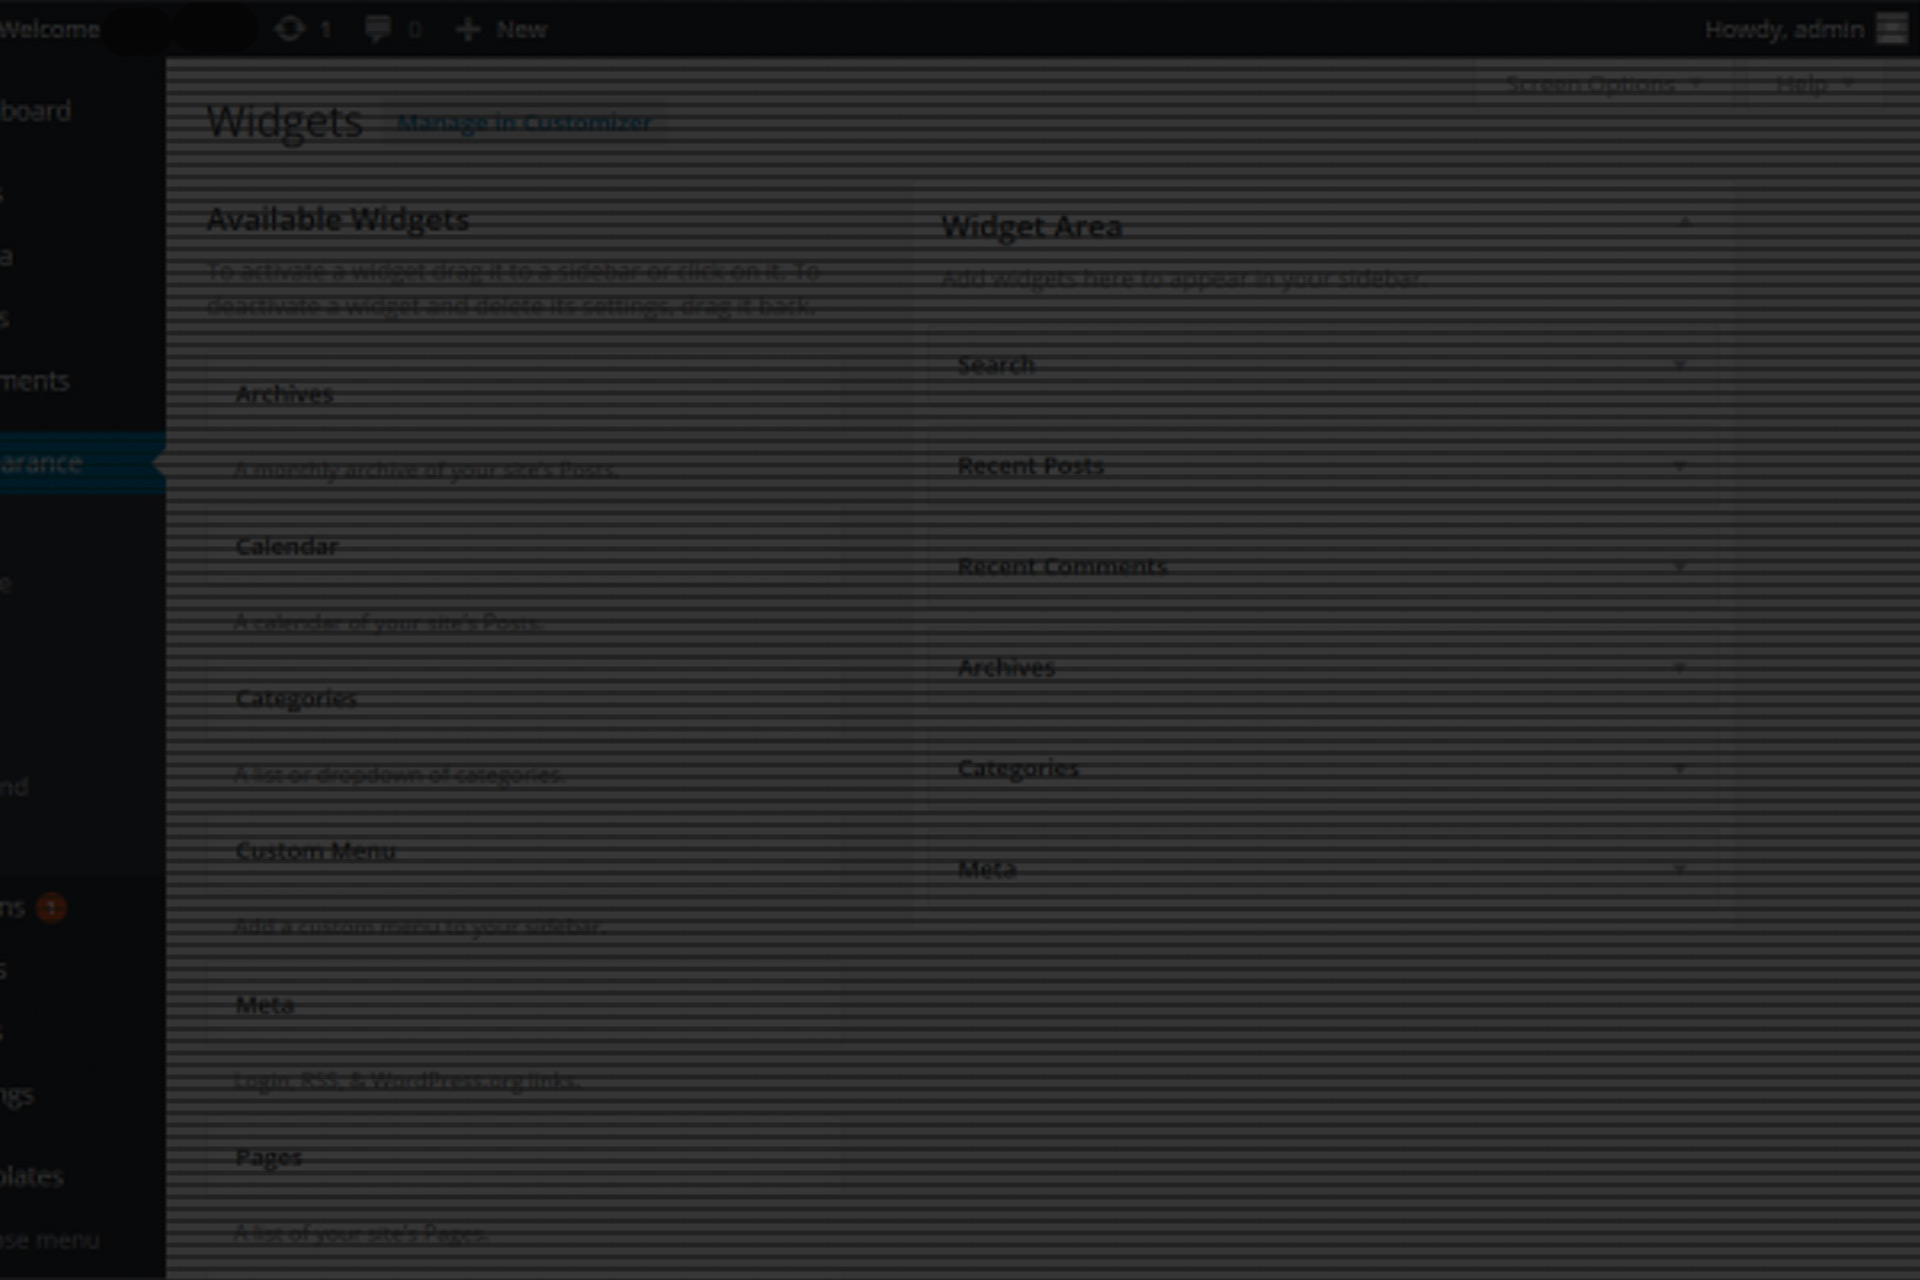 Welcome
1
0
New
Howdy, admin
Screen Options
Help
Widgets
Manage in Customizer
Available Widgets
To activate a widget drag it to a sidebar or click on it. To
deactivate a widget and delete its settings, drag it back.
Archives
A monthly archive of your site's Posts.
Calendar
A calendar of your site's Posts.
Categories
A list or dropdown of categories.
Custom Menu
Add a custom menu to your sidebar.
Meta
Login, RSS, & WordPress.org links.
Pages
A list of your site's Pages.
Widget Area
Add widgets here to appear in your sidebar.
Search
Recent Posts
Recent Comments
Archives
Categories
Meta
board
s
a
s
ments
arance
e
nd
ns 1
s
s
ngs
plates
ose menu